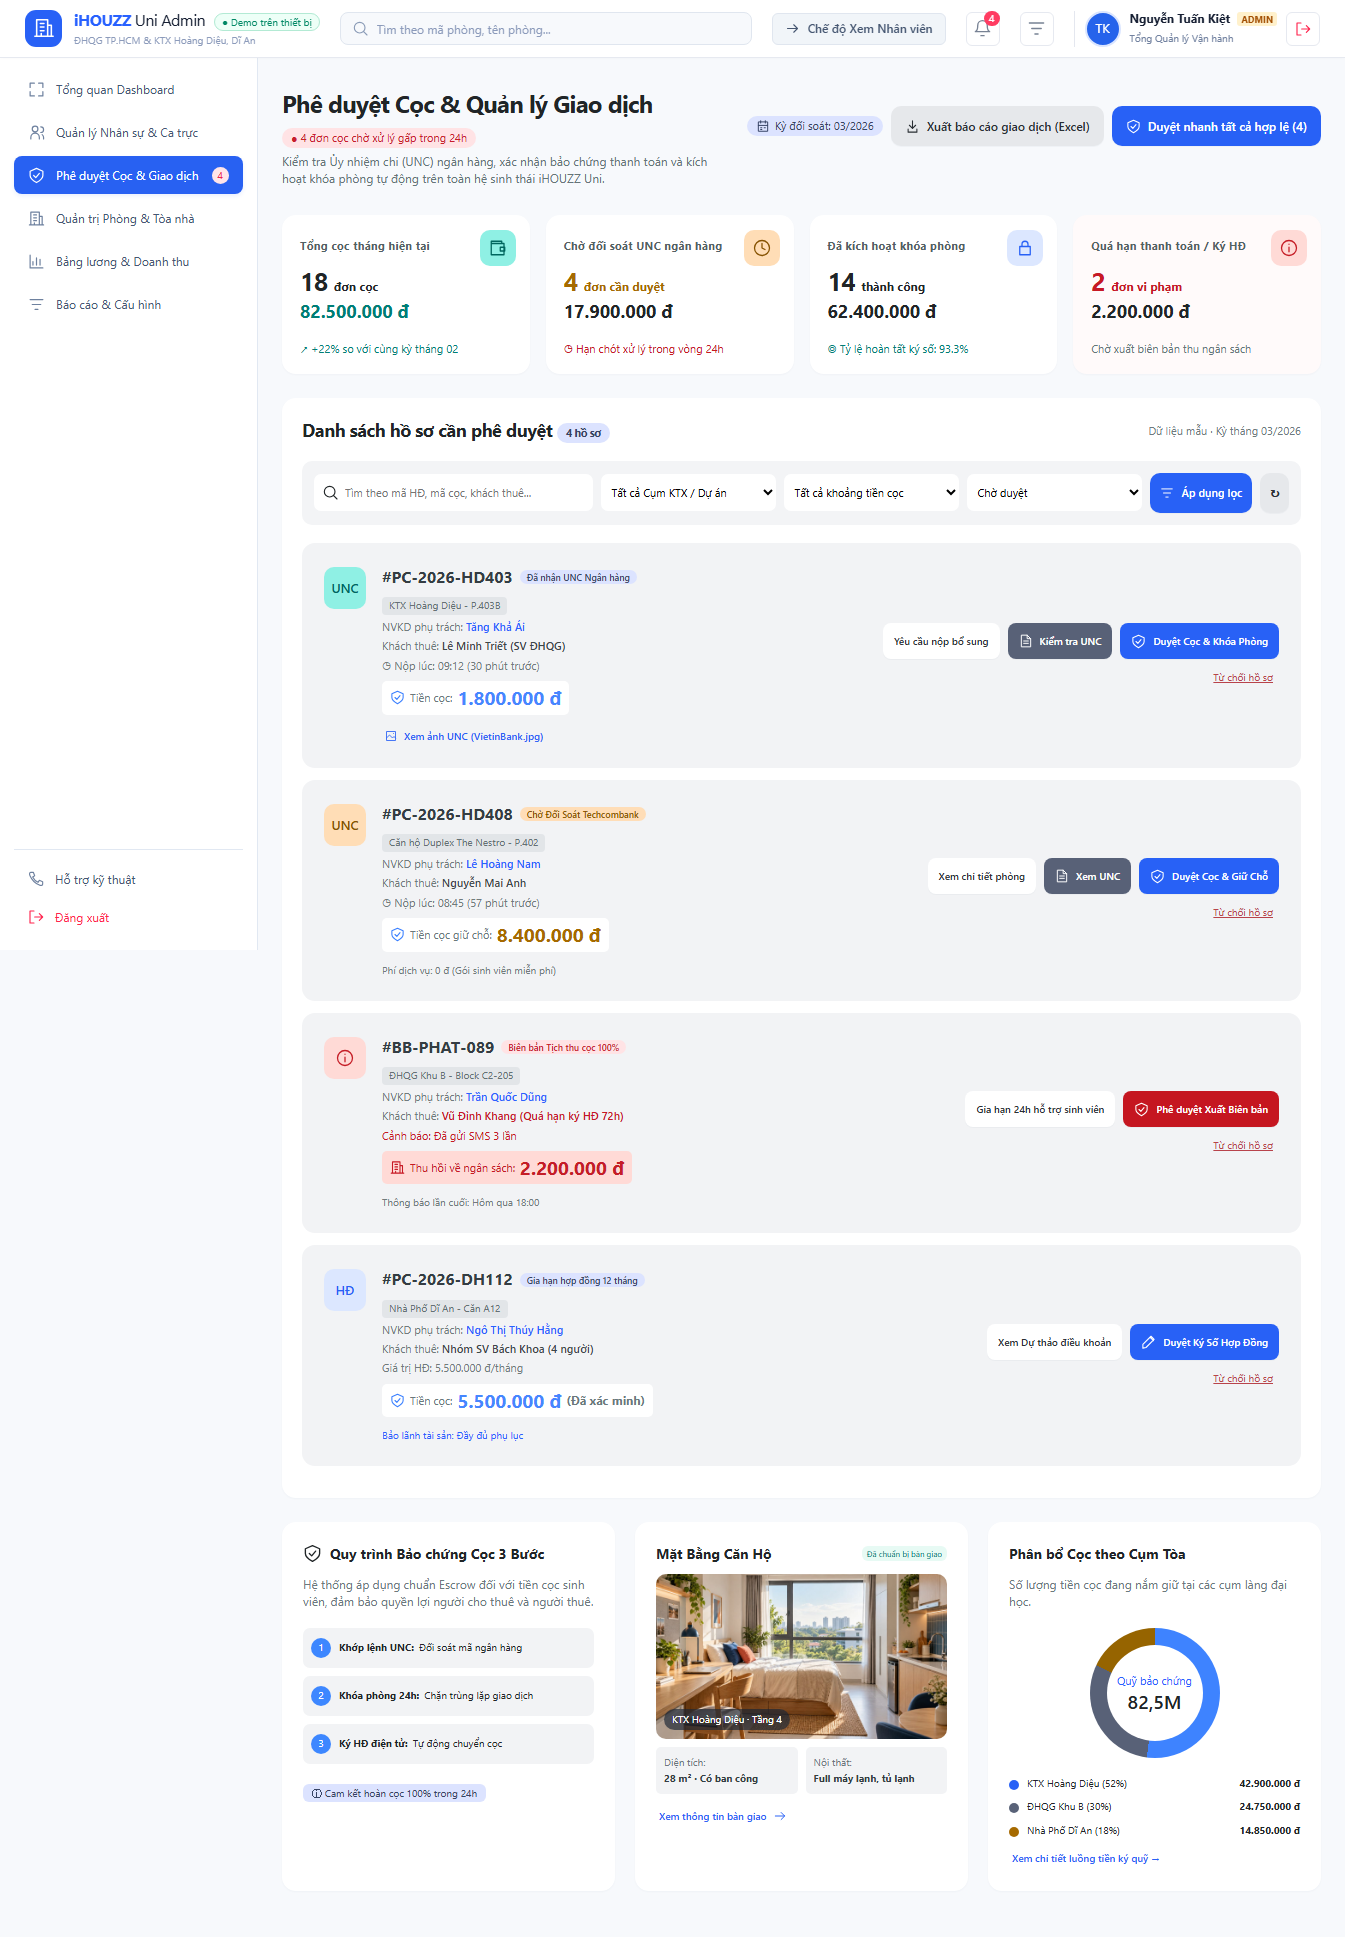 iHOUZZ Uni Admin
● Demo trên thiết bị
ĐHQG TP.HCM & KTX Hoàng Diệu, Dĩ An
Tìm theo mã phòng, tên phòng...
→ Chế độ Xem Nhân viên
4
TK
Nguyễn Tuấn Kiệt ADMIN
Tổng Quản lý Vận hành
Tổng quan Dashboard
Quản lý Nhân sự & Ca trực
Phê duyệt Cọc & Giao dịch 4
Quản trị Phòng & Tòa nhà
Bảng lương & Doanh thu
Báo cáo & Cấu hình
Hỗ trợ kỹ thuật
Đăng xuất
Phê duyệt Cọc & Quản lý Giao dịch
● 4 đơn cọc chờ xử lý gấp trong 24h
Kiểm tra Ủy nhiệm chi (UNC) ngân hàng, xác nhận bảo chứng thanh toán và kích
hoạt khóa phòng tự động trên toàn hệ sinh thái iHOUZZ Uni.
Kỳ đối soát: 03/2026
Xuất báo cáo giao dịch (Excel)
Duyệt nhanh tất cả hợp lệ (4)
Tổng cọc tháng hiện tại
18 đơn cọc
82.500.000 đ
↗ +22% so với cùng kỳ tháng 02
Chờ đối soát UNC ngân hàng
4 đơn cần duyệt
17.900.000 đ
◷ Hạn chót xử lý trong vòng 24h
Đã kích hoạt khóa phòng
14 thành công
62.400.000 đ
◎ Tỷ lệ hoàn tất ký số: 93.3%
Quá hạn thanh toán / Ký HĐ
2 đơn vi phạm
2.200.000 đ
Chờ xuất biên bản thu ngân sách
Danh sách hồ sơ cần phê duyệt 4 hồ sơ
Dữ liệu mẫu · Kỳ tháng 03/2026
Tìm theo mã HĐ, mã cọc, khách thuê...
Tất cả Cụm KTX / Dự án
Tất cả khoảng tiền cọc
Chờ duyệt
Áp dụng lọc
↻
UNC
#PC-2026-HD403 Đã nhận UNC Ngân hàng
KTX Hoàng Diệu - P.403B
NVKD phụ trách: Tăng Khả Ái
Khách thuê: Lê Minh Triết (SV ĐHQG)
◷ Nộp lúc: 09:12 (30 phút trước)
Tiền cọc: 1.800.000 đ
Xem ảnh UNC (VietinBank.jpg)
Yêu cầu nộp bổ sung
Kiểm tra UNC
Duyệt Cọc & Khóa Phòng
Từ chối hồ sơ
UNC
#PC-2026-HD408 Chờ Đối Soát Techcombank
Căn hộ Duplex The Nestro - P.402
NVKD phụ trách: Lê Hoàng Nam
Khách thuê: Nguyễn Mai Anh
◷ Nộp lúc: 08:45 (57 phút trước)
Tiền cọc giữ chỗ: 8.400.000 đ
Phí dịch vụ: 0 đ (Gói sinh viên miễn phí)
Xem chi tiết phòng
Xem UNC
Duyệt Cọc & Giữ Chỗ
Từ chối hồ sơ
#BB-PHAT-089 Biên bản Tịch thu cọc 100%
ĐHQG Khu B - Block C2-205
NVKD phụ trách: Trần Quốc Dũng
Khách thuê: Vũ Đình Khang (Quá hạn ký HĐ 72h)
Cảnh báo: Đã gửi SMS 3 lần
Thu hồi về ngân sách: 2.200.000 đ
Thông báo lần cuối: Hôm qua 18:00
Gia hạn 24h hỗ trợ sinh viên
Phê duyệt Xuất Biên bản
Từ chối hồ sơ
HĐ
#PC-2026-DH112 Gia hạn hợp đồng 12 tháng
Nhà Phố Dĩ An - Căn A12
NVKD phụ trách: Ngô Thị Thúy Hằng
Khách thuê: Nhóm SV Bách Khoa (4 người)
Giá trị HĐ: 5.500.000 đ/tháng
Tiền cọc: 5.500.000 đ (Đã xác minh)
Bảo lãnh tài sản: Đầy đủ phụ lục
Xem Dự thảo điều khoản
Duyệt Ký Số Hợp Đồng
Từ chối hồ sơ
Quy trình Bảo chứng Cọc 3 Bước
Hệ thống áp dụng chuẩn Escrow đối với tiền cọc sinh
viên, đảm bảo quyền lợi người cho thuê và người thuê.
1 Khớp lệnh UNC: Đối soát mã ngân hàng
2 Khóa phòng 24h: Chặn trùng lặp giao dịch
3 Ký HĐ điện tử: Tự động chuyển cọc
Cam kết hoàn cọc 100% trong 24h
Mặt Bằng Căn Hộ
Đã chuẩn bị bàn giao
KTX Hoàng Diệu · Tầng 4
Diện tích:
28 m² · Có ban công
Nội thất:
Full máy lạnh, tủ lạnh
Xem thông tin bàn giao →
Phân bổ Cọc theo Cụm Tòa
Số lượng tiền cọc đang nắm giữ tại các cụm làng đại
học.
Quỹ bảo chứng
82,5M
KTX Hoàng Diệu (52%) 42.900.000 đ
ĐHQG Khu B (30%) 24.750.000 đ
Nhà Phố Dĩ An (18%) 14.850.000 đ
Xem chi tiết luồng tiền ký quỹ →